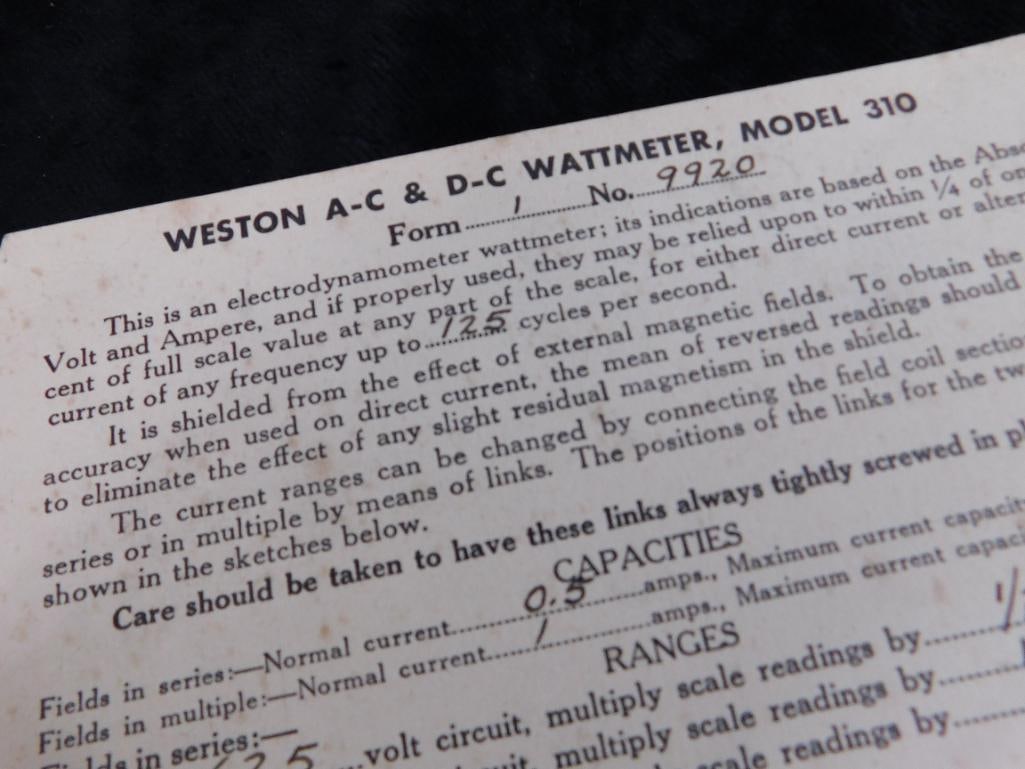 WESTON A-C & D-C WATTMETER, MODEL 310
Form 1 No. 9920
This is an electrodynamometer wattmeter; its indications are based on the
Volt and Ampere, and if properly used, they may be relied upon to within ¼ of
cent of full scale value at any part of the scale, for either direct current or
current of any frequency up to 125 cycles per second.
It is shielded from the effect of external magnetic fields. To obtain the
accuracy when used on direct current, the mean of reversed readings should
to eliminate the effect of any slight residual magnetism in the shield.
The current ranges can be changed by connecting the field coil
series or in multiple by means of links. The positions of the links for the
shown in the sketches below.
Care should be taken to have these links always tightly screwed in
CAPACITIES
Fields in series:—Normal current 0.5 amps., Maximum current
Fields in multiple:—Normal current 1 amps., Maximum current
RANGES
in series:—
volt circuit, multiply scale readings by
multiply scale readings by
scale readings by